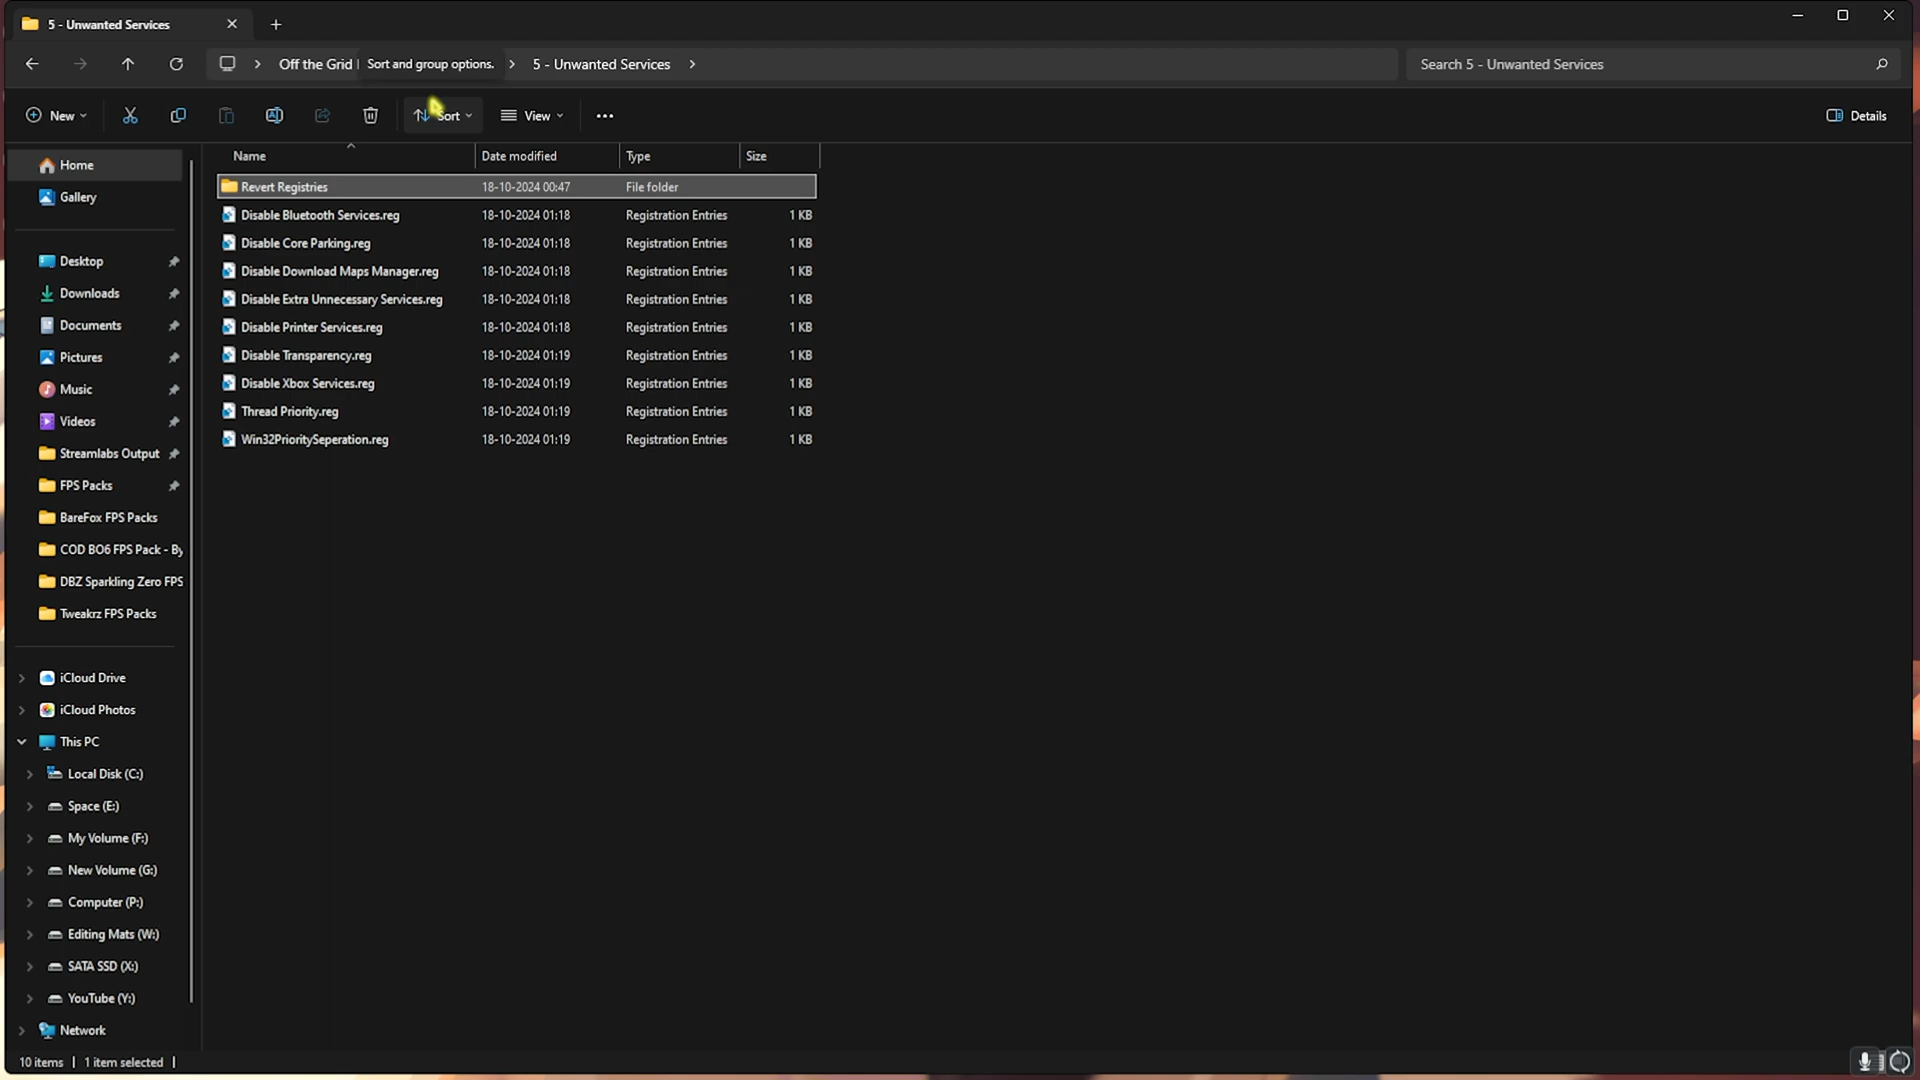 5 - Unwanted Services
Off the Grid
Sort and group options.
5 - Unwanted Services
Search 5 - Unwanted Services
New
Sort
View
Details
Name Date modified Type Size
Revert Registries 18-10-2024 00:47 File folder
Disable Bluetooth Services.reg 18-10-2024 01:18 Registration Entries 1 KB
Disable Core Parking.reg 18-10-2024 01:18 Registration Entries 1 KB
Disable Download Maps Manager.reg 18-10-2024 01:18 Registration Entries 1 KB
Disable Extra Unnecessary Services.reg 18-10-2024 01:18 Registration Entries 1 KB
Disable Printer Services.reg 18-10-2024 01:18 Registration Entries 1 KB
Disable Transparency.reg 18-10-2024 01:19 Registration Entries 1 KB
Disable Xbox Services.reg 18-10-2024 01:19 Registration Entries 1 KB
Thread Priority.reg 18-10-2024 01:19 Registration Entries 1 KB
Win32PrioritySeperation.reg 18-10-2024 01:19 Registration Entries 1 KB
Home
Gallery
Desktop
Downloads
Documents
Pictures
Music
Videos
Streamlabs Output
FPS Packs
BareFox FPS Packs
COD BO6 FPS Pack - By
DBZ Sparkling Zero FPS
Tweakrz FPS Packs
iCloud Drive
iCloud Photos
This PC
Local Disk (C:)
Space (E:)
My Volume (F:)
New Volume (G:)
Computer (P:)
Editing Mats (W:)
SATA SSD (X:)
YouTube (Y:)
Network
10 items | 1 item selected |